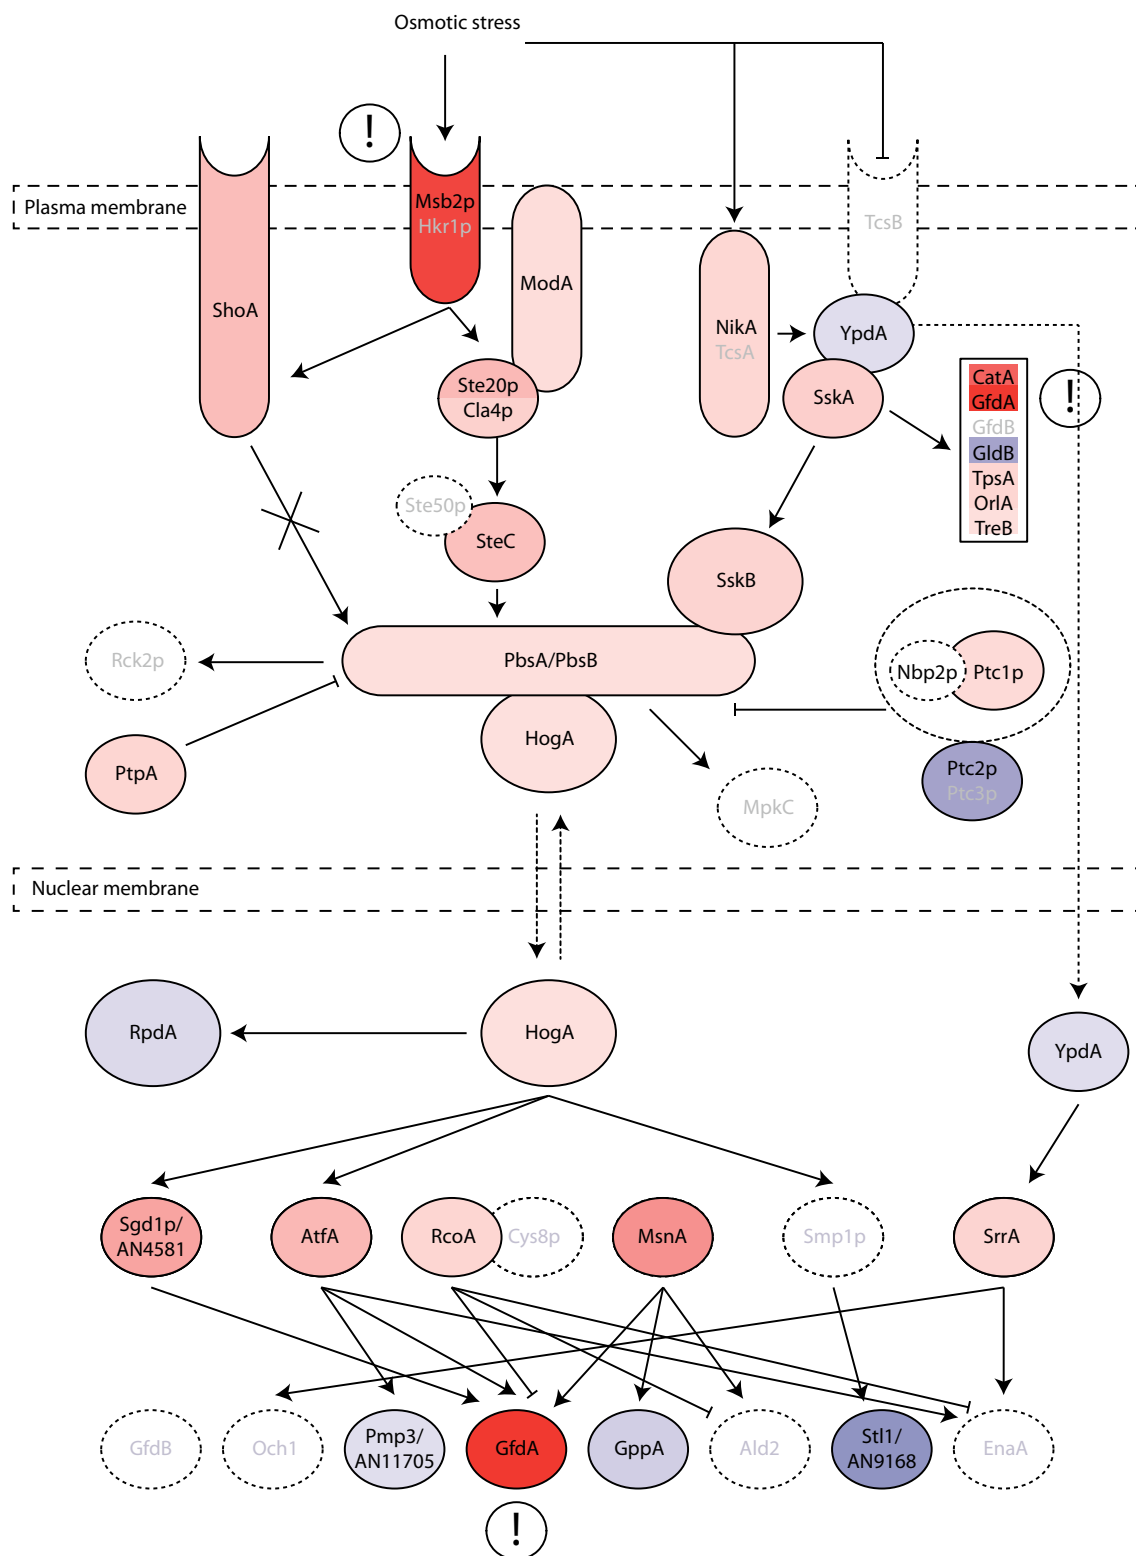 Osmotic stress
!
Plasma membrane
Msb2p
Hkr1p
TcsB
ShoA
ModA
NikA
TcsA
YpdA
Ste20p
Cla4p
SskA
CatA
GfdA
GfdB
GldB
TpsA
OrlA
TreB
!
Ste50p
SteC
SskB
Rck2p
PbsA/PbsB
Nbp2p
Ptc1p
HogA
PtpA
MpkC
Ptc2p
Ptc3p
Nuclear membrane
RpdA
HogA
YpdA
Sgd1p/
AN4581
AtfA
RcoA
Cys8p
MsnA
Smp1p
SrrA
GfdB
Och1
Pmp3/
AN11705
GfdA
GppA
Ald2
Stl1/
AN9168
EnaA
!